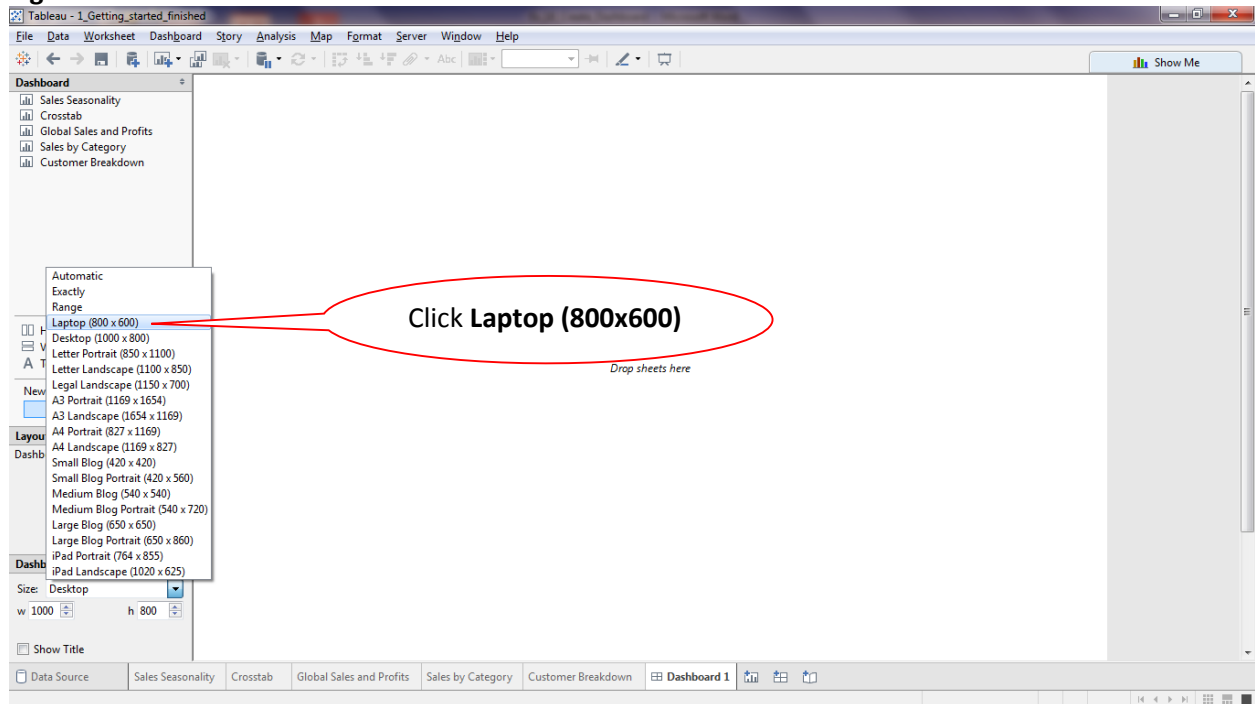 Tableau - 1_Getting_started_finished
File Data Worksheet Dashboard Story Analysis Map Format Server Window Help
Abc
Show Me
Dashboard
Sales Seasonality
Crosstab
Global Sales and Profits
Sales by Category
Customer Breakdown
Automatic
Exactly
Range
Laptop (800 x 600)
Desktop (1000 x 800)
Letter Portrait (850 x 1100)
Letter Landscape (1100 x 850)
Legal Landscape (1150 x 700)
A3 Portrait (1169 x 1654)
A3 Landscape (1654 x 1169)
A4 Portrait (827 x 1169)
A4 Landscape (1169 x 827)
Small Blog (420 x 420)
Small Blog Portrait (420 x 560)
Medium Blog (540 x 540)
Medium Blog Portrait (540 x 720)
Large Blog (650 x 650)
Large Blog Portrait (650 x 860)
iPad Portrait (764 x 855)
iPad Landscape (1020 x 625)
Click Laptop (800x600)
Drop sheets here
H
V
A T
New
Layou
Dashb
Dashb
Size: Desktop
w 1000 h 800
Show Title
Data Source Sales Seasonality Crosstab Global Sales and Profits Sales by Category Customer Breakdown Dashboard 1